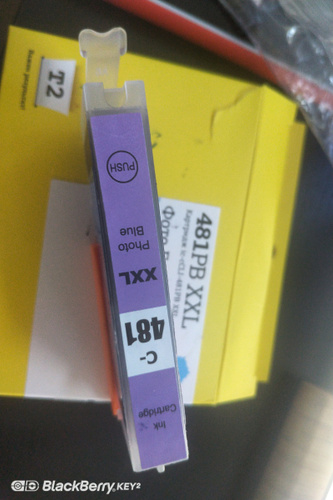 T2
Ink
Cartridge
C-
481
XXL
Photo
Blue
PUSH
481PB XXL
BlackBerry KEY²